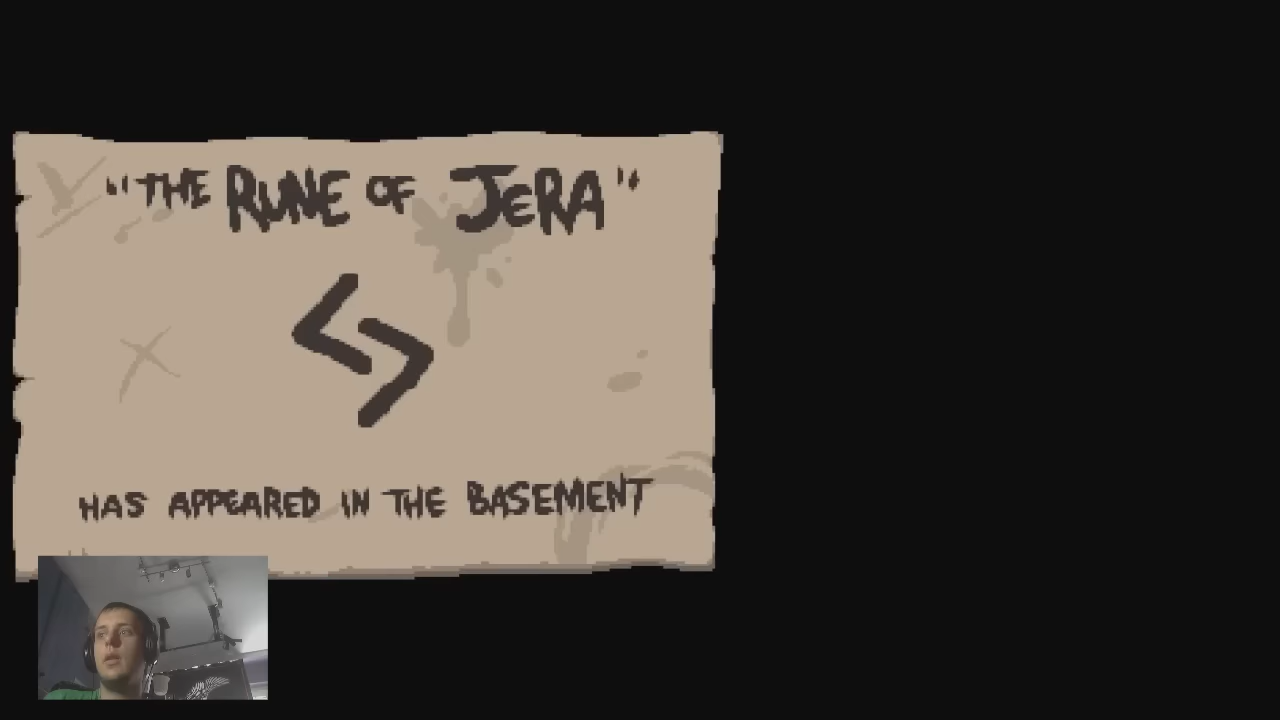 "THE RUNE OF JERA"
HAS APPEARED IN THE BASEMENT